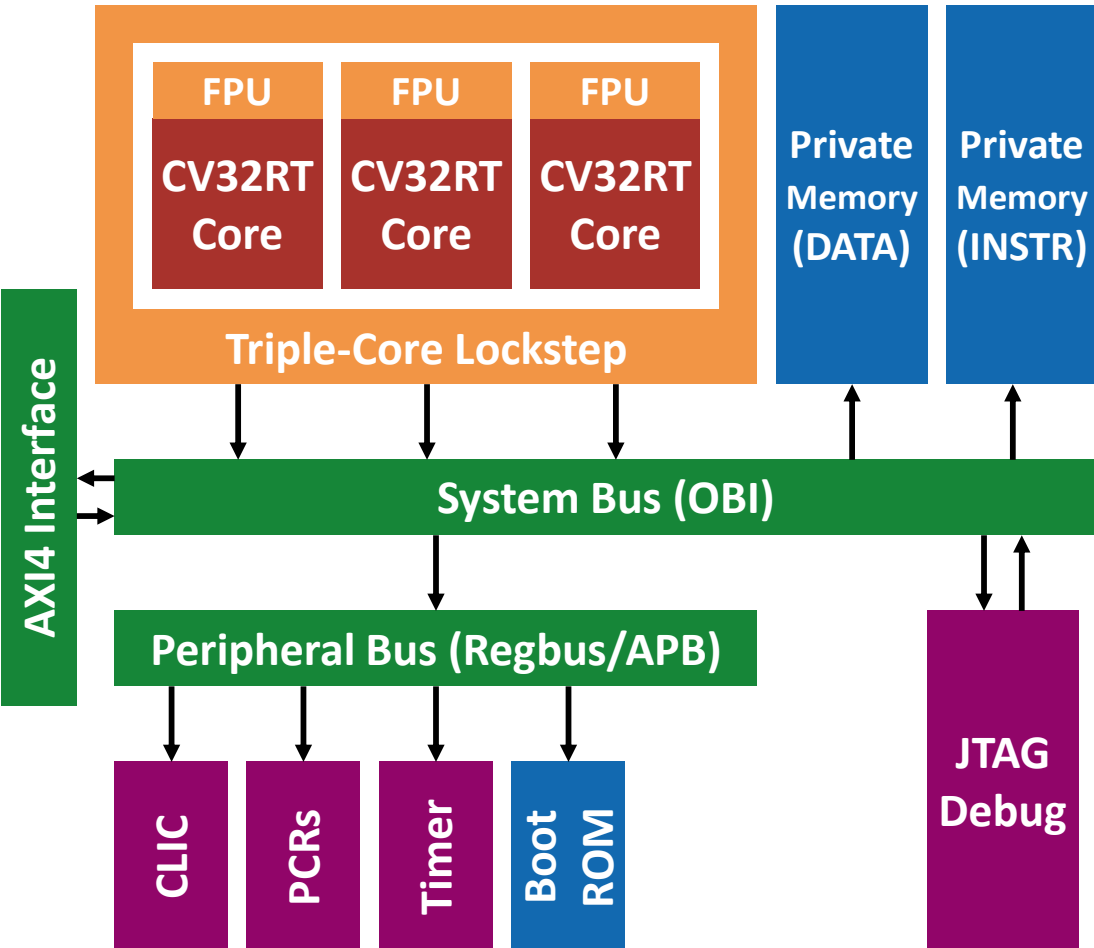 FPU
CV32RT
Core
FPU
CV32RT
Core
FPU
CV32RT
Core
Triple-Core Lockstep
Private
Memory
(DATA)
Private
Memory
(INSTR)
AXI4 Interface
System Bus (OBI)
Peripheral Bus (Regbus/APB)
CLIC
PCRs
Timer
Boot
ROM
JTAG
Debug